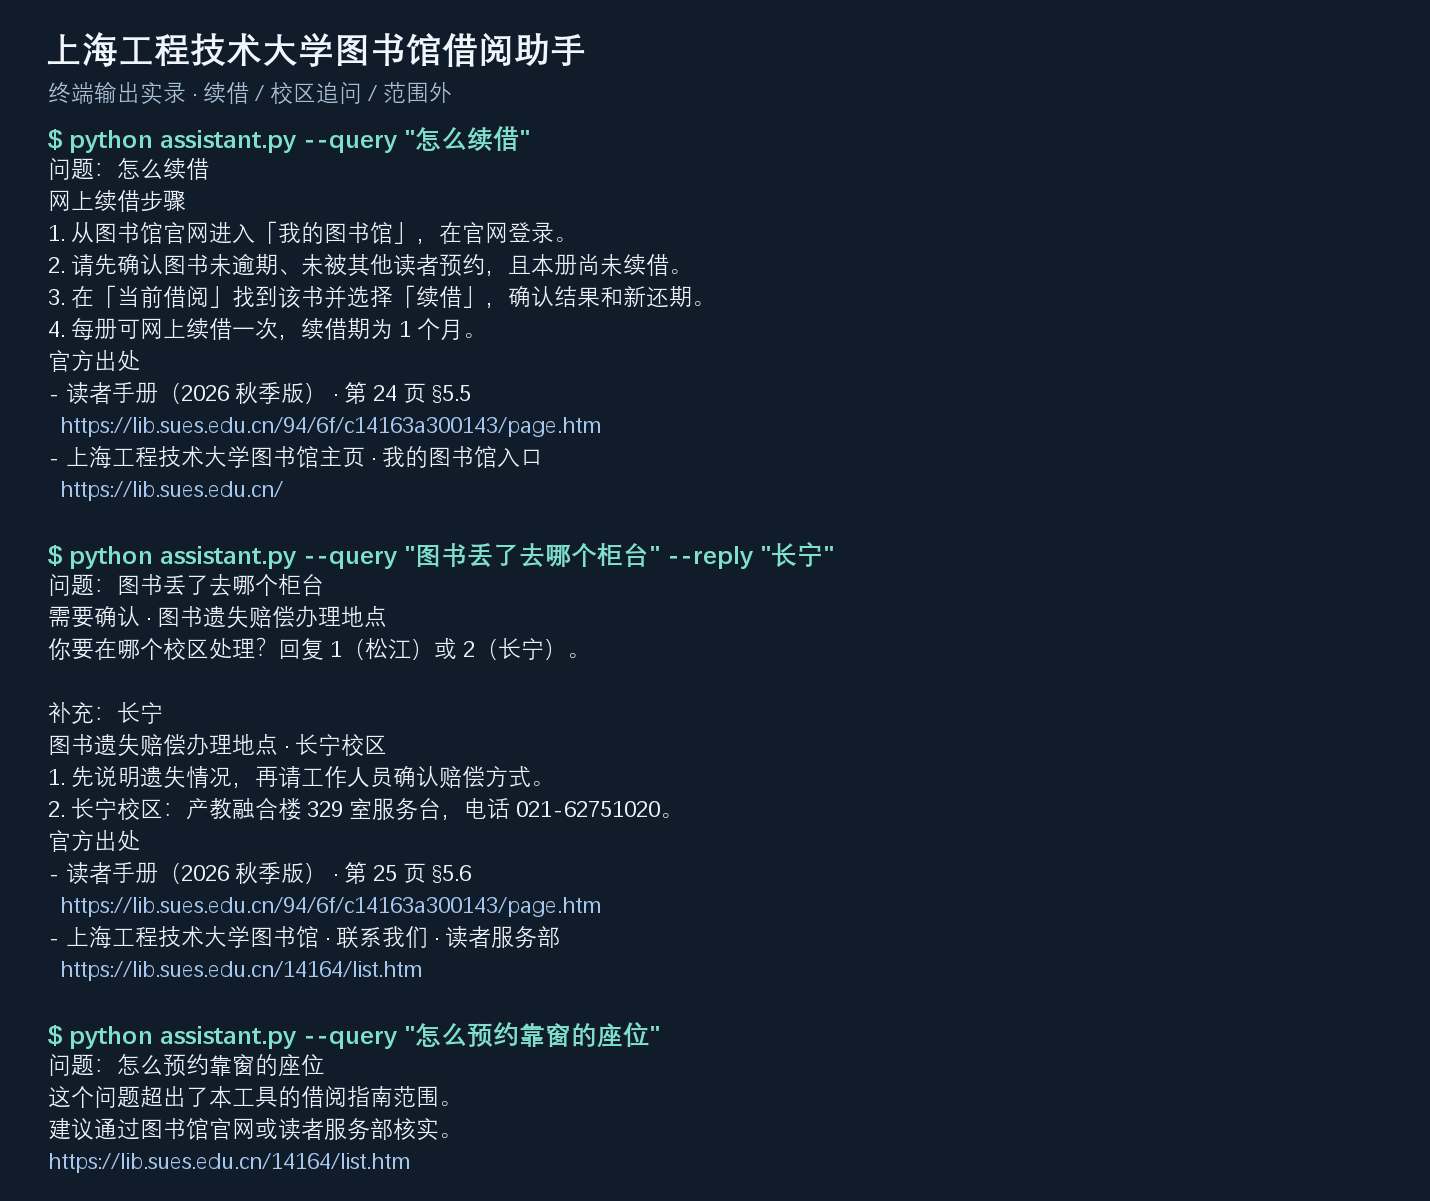 上海工程技术大学图书馆借阅助手
终端输出实录 · 续借 / 校区追问 / 范围外
$ python assistant.py --query "怎么续借"
问题：怎么续借
网上续借步骤
1. 从图书馆官网进入「我的图书馆」，在官网登录。
2. 请先确认图书未逾期、未被其他读者预约，且本册尚未续借。
3. 在「当前借阅」找到该书并选择「续借」，确认结果和新还期。
4. 每册可网上续借一次，续借期为 1 个月。
官方出处
- 读者手册（2026 秋季版） · 第 24 页 §5.5
https://lib.sues.edu.cn/94/6f/c14163a300143/page.htm
- 上海工程技术大学图书馆主页 · 我的图书馆入口
https://lib.sues.edu.cn/
$ python assistant.py --query "图书丢了去哪个柜台" --reply "长宁"
问题：图书丢了去哪个柜台
需要确认 · 图书遗失赔偿办理地点
你要在哪个校区处理？回复 1（松江）或 2（长宁）。
补充：长宁
图书遗失赔偿办理地点 · 长宁校区
1. 先说明遗失情况，再请工作人员确认赔偿方式。
2. 长宁校区：产教融合楼 329 室服务台，电话 021-62751020。
官方出处
- 读者手册（2026 秋季版） · 第 25 页 §5.6
https://lib.sues.edu.cn/94/6f/c14163a300143/page.htm
- 上海工程技术大学图书馆 · 联系我们 · 读者服务部
https://lib.sues.edu.cn/14164/list.htm
$ python assistant.py --query "怎么预约靠窗的座位"
问题：怎么预约靠窗的座位
这个问题超出了本工具的借阅指南范围。
建议通过图书馆官网或读者服务部核实。
https://lib.sues.edu.cn/14164/list.htm